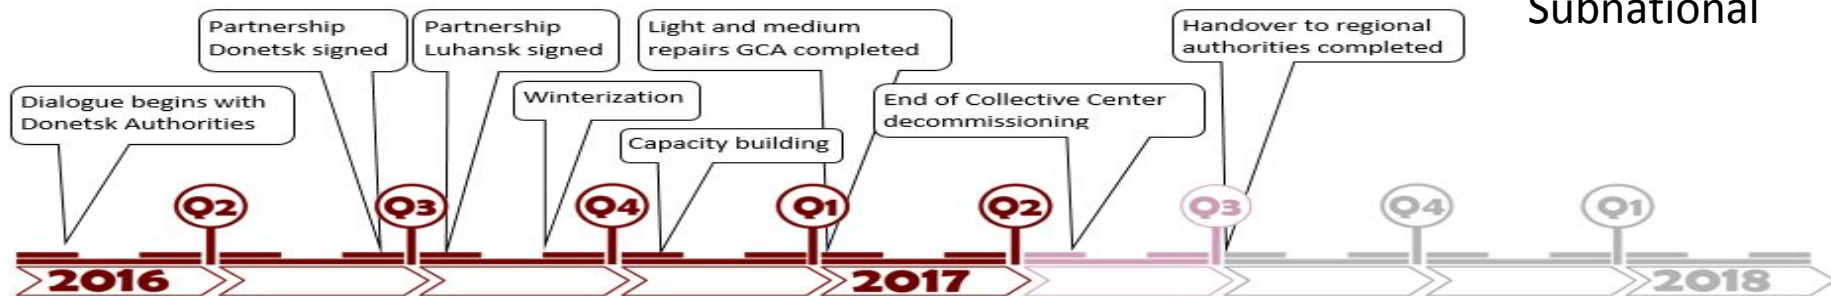 Subnational
Partnership
Donetsk signed
Partnership
Luhansk signed
Light and medium
repairs GCA completed
Handover to regional
authorities completed
Dialogue begins with
Donetsk Authorities
Winterization
End of Collective Center
decommissioning
Capacity building
Q2
Q3
Q4
Q1
Q2
Q3
Q4
Q1
2016
2017
2018